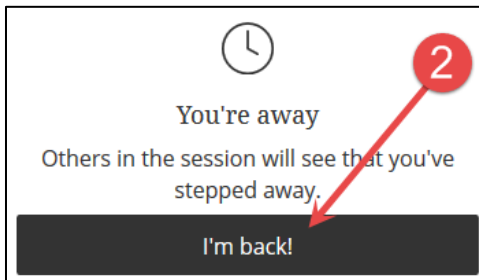 2
You're away
Others in the session will see that you've
stepped away.
I'm back!